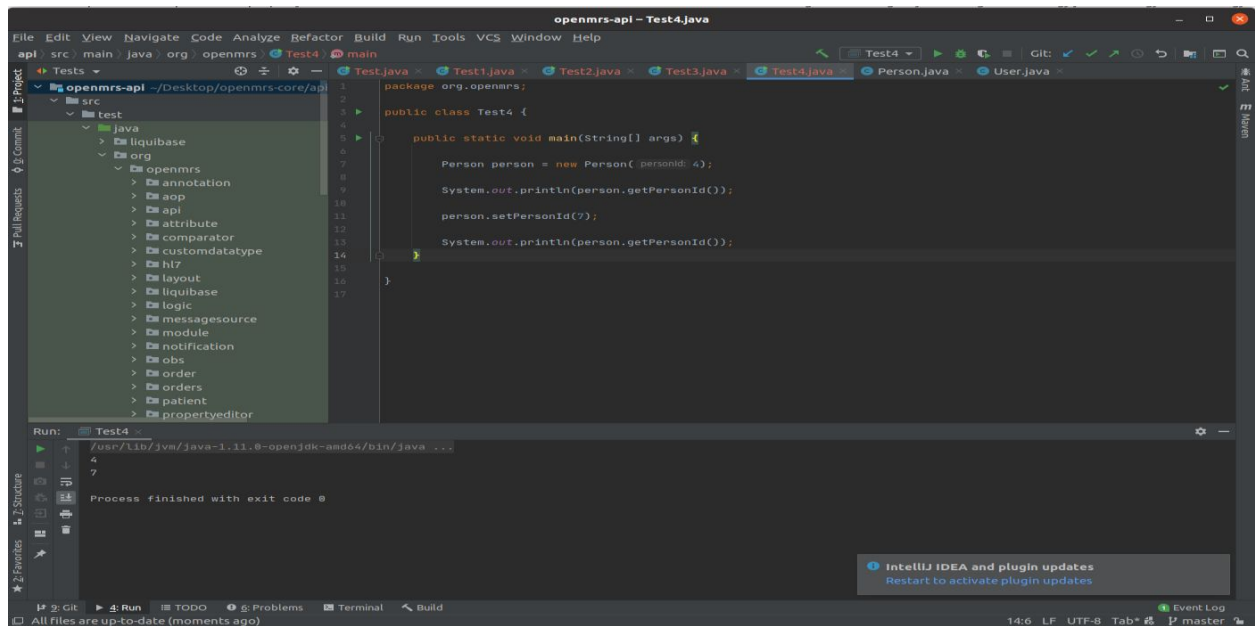 openmrs-api – Test4.java
File Edit View Navigate Code Analyze Refactor Build Run Tools VCS Window Help
api src main java org openmrs Test4 main
Test4
Git:
Tests
Test.java Test1.java Test2.java Test3.java Test4.java Person.java User.java
1: Project
0: Commit
Pull Requests
7: Structure
2: Favorites
Ant
Maven
openmrs-api ~/Desktop/openmrs-core/api
src
test
java
liquibase
org
openmrs
annotation
aop
api
attribute
comparator
customdatatype
hl7
layout
liquibase
logic
messagesource
module
notification
obs
order
orders
patient
propertyeditor
1 package org.openmrs;
2
3 public class Test4 {
4
5 public static void main(String[] args) {
6
7 Person person = new Person( personId: 4);
8
9 System.out.println(person.getPersonId());
10
11 person.setPersonId(7);
12
13 System.out.println(person.getPersonId());
14 }
15
16 }
17
Run: Test4
/usr/lib/jvm/java-1.11.0-openjdk-amd64/bin/java ...
4
7
Process finished with exit code 0
IntelliJ IDEA and plugin updates
Restart to activate plugin updates
9: Git 4: Run TODO 6: Problems Terminal Build
1 Event Log
All files are up-to-date (moments ago)
14:6 LF UTF-8 Tab* master